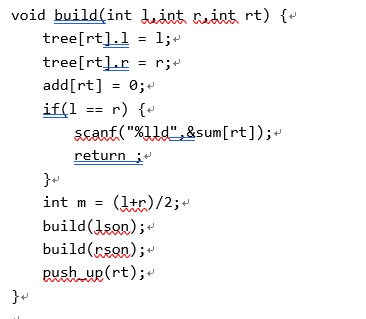 void build(int l,int r,int rt) {
tree[rt].l = l;
tree[rt].r = r;
add[rt] = 0;
if(l == r) {
scanf("%lld",&sum[rt]);
return ;
}
int m = (l+r)/2;
build(lson);
build(rson);
push_up(rt);
}